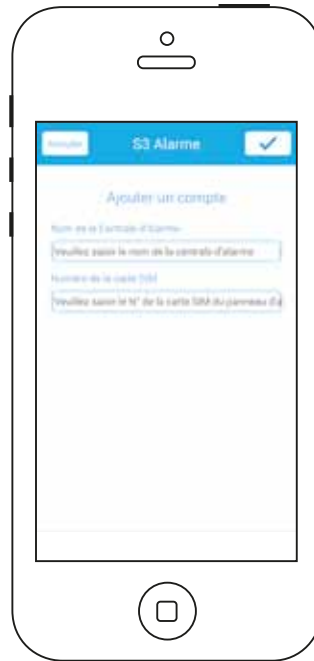 Annuler
S3 Alarme
Ajouter un compte
Nom de la Centrale d'Alarme
Veuillez saisir le nom de la centrale d'alarme
Numéro de la carte SIM
Veuillez saisir le N° de la carte SIM du panneau d'a